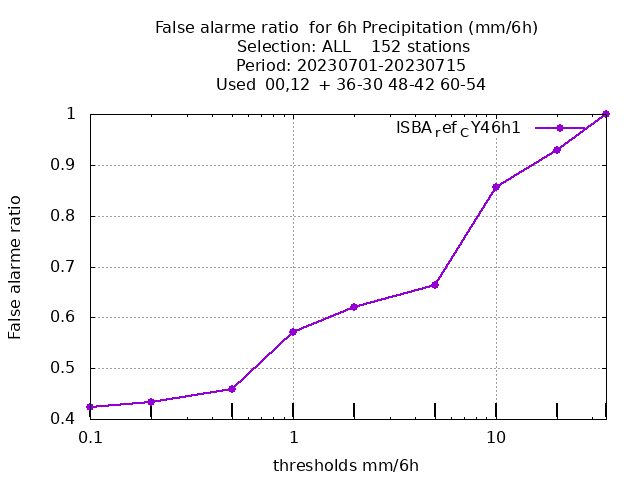 False alarme ratio  for 6h Precipitation (mm/6h)
Selection: ALL    152 stations
Period: 20230701-20230715
Used  00,12  + 36-30 48-42 60-54
ISBA_ref_CY46h1
False alarme ratio
1
0.9
0.8
0.7
0.6
0.5
0.4
0.1
1
10
thresholds mm/6h